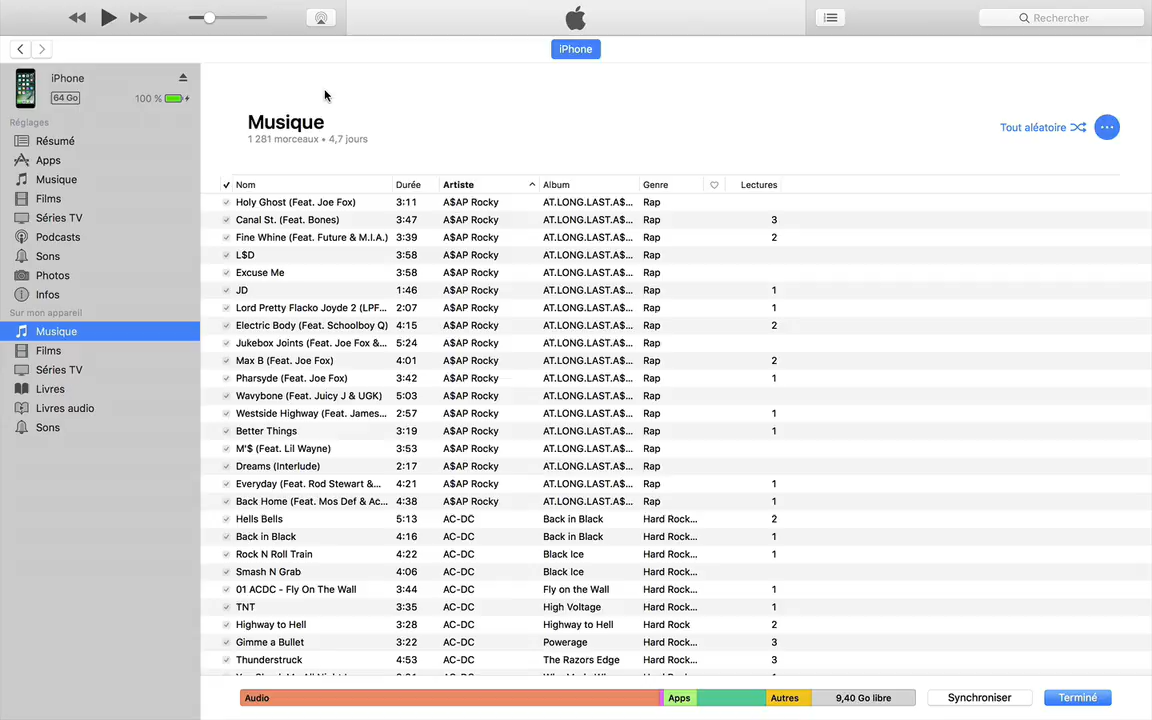 Rechercher
iPhone
iPhone
64 Go
100 %
Réglages
Résumé
Apps
Musique
Films
Séries TV
Podcasts
Sons
Photos
Infos
Sur mon appareil
Musique
Films
Séries TV
Livres
Livres audio
Sons
Musique
1 281 morceaux • 4,7 jours
Tout aléatoire
Nom Durée Artiste Album Genre Lectures
Holy Ghost (Feat. Joe Fox) 3:11 A$AP Rocky AT.LONG.LAST.A$... Rap
Canal St. (Feat. Bones) 3:47 A$AP Rocky AT.LONG.LAST.A$... Rap 3
Fine Whine (Feat. Future & M.I.A.) 3:39 A$AP Rocky AT.LONG.LAST.A$... Rap 2
L$D 3:58 A$AP Rocky AT.LONG.LAST.A$... Rap
Excuse Me 3:58 A$AP Rocky AT.LONG.LAST.A$... Rap
JD 1:46 A$AP Rocky AT.LONG.LAST.A$... Rap 1
Lord Pretty Flacko Joyde 2 (LPF... 2:07 A$AP Rocky AT.LONG.LAST.A$... Rap 1
Electric Body (Feat. Schoolboy Q) 4:15 A$AP Rocky AT.LONG.LAST.A$... Rap 2
Jukebox Joints (Feat. Joe Fox &... 5:24 A$AP Rocky AT.LONG.LAST.A$... Rap
Max B (Feat. Joe Fox) 4:01 A$AP Rocky AT.LONG.LAST.A$... Rap 2
Pharsyde (Feat. Joe Fox) 3:42 A$AP Rocky AT.LONG.LAST.A$... Rap 1
Wavybone (Feat. Juicy J & UGK) 5:03 A$AP Rocky AT.LONG.LAST.A$... Rap
Westside Highway (Feat. James... 2:57 A$AP Rocky AT.LONG.LAST.A$... Rap 1
Better Things 3:19 A$AP Rocky AT.LONG.LAST.A$... Rap 1
M'$ (Feat. Lil Wayne) 3:53 A$AP Rocky AT.LONG.LAST.A$... Rap
Dreams (Interlude) 2:17 A$AP Rocky AT.LONG.LAST.A$... Rap
Everyday (Feat. Rod Stewart &... 4:21 A$AP Rocky AT.LONG.LAST.A$... Rap 1
Back Home (Feat. Mos Def & Ac... 4:38 A$AP Rocky AT.LONG.LAST.A$... Rap 1
Hells Bells 5:13 AC-DC Back in Black Hard Rock... 2
Back in Black 4:16 AC-DC Back in Black Hard Rock... 1
Rock N Roll Train 4:22 AC-DC Black Ice Hard Rock... 1
Smash N Grab 4:06 AC-DC Black Ice Hard Rock...
01 ACDC - Fly On The Wall 3:44 AC-DC Fly on the Wall Hard Rock... 1
TNT 3:35 AC-DC High Voltage Hard Rock... 1
Highway to Hell 3:28 AC-DC Highway to Hell Hard Rock 2
Gimme a Bullet 3:22 AC-DC Powerage Hard Rock... 3
Thunderstruck 4:53 AC-DC The Razors Edge Hard Rock... 3
Audio Apps Autres 9,40 Go libre Synchroniser Terminé